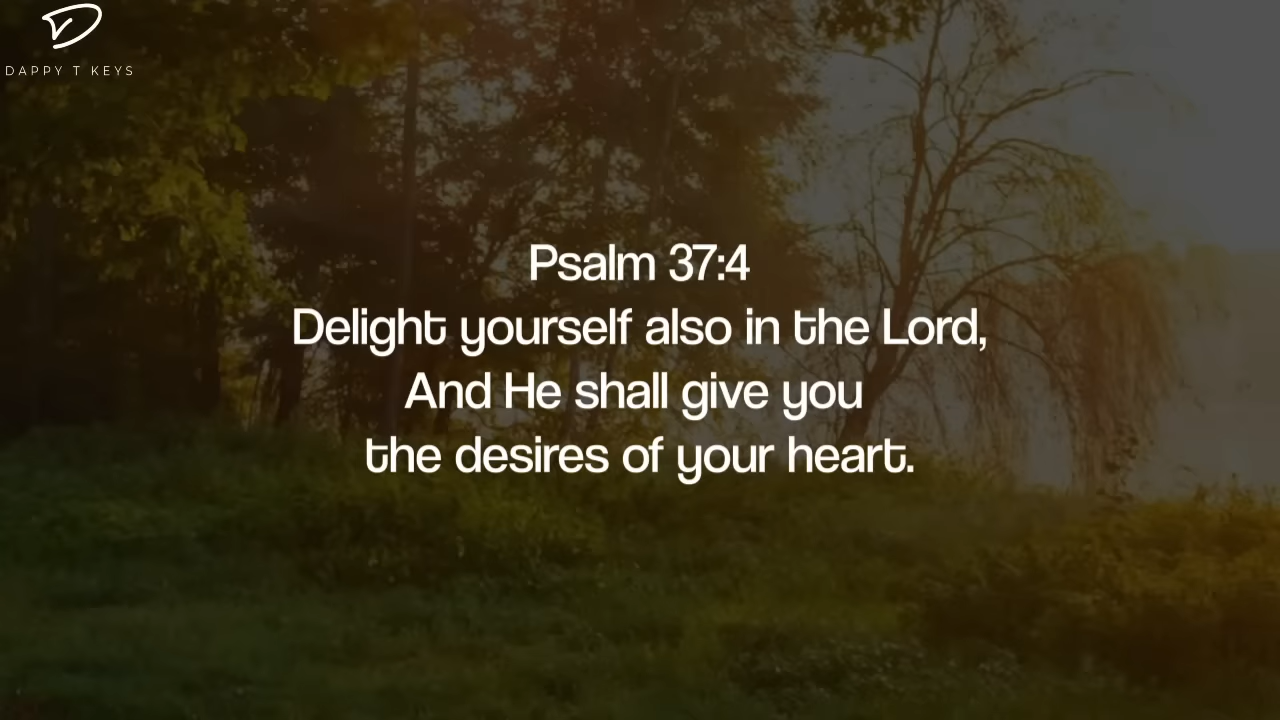 DAPPY T KEYS
Psalm 37:4
Delight yourself also in the Lord,
And He shall give you
the desires of your heart.